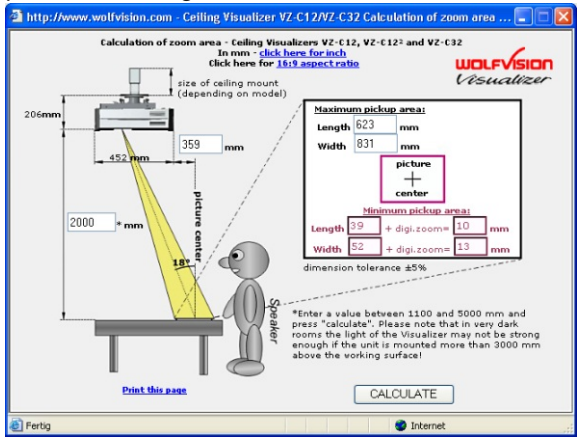 http://www.wolfvision.com - Ceiling Visualizer VZ-C12/VZ-C32 Calculation of zoom area ...
Calculation of zoom area - Ceiling Visualizers VZ-C12, VZ-C12² and VZ-C32
In mm - click here for inch
Click here for 16:9 aspect ratio
WOLFVISION
Visualizer
size of ceiling mount
(depending on model)
206mm
359 mm
452 mm
2000 * mm
picture center
18°
Speaker
Maximum pickup area:
Length 623 mm
Width 831 mm
picture
center
Minimum pickup area:
Length 39 + digi.zoom= 10 mm
Width 52 + digi.zoom= 13 mm
dimension tolerance ±5%
*Enter a value between 1100 and 5000 mm and
press "calculate". Please note that in very dark
rooms the light of the Visualizer may not be strong
enough if the unit is mounted more than 3000 mm
above the working surface!
Print this page
CALCULATE
Fertig
Internet